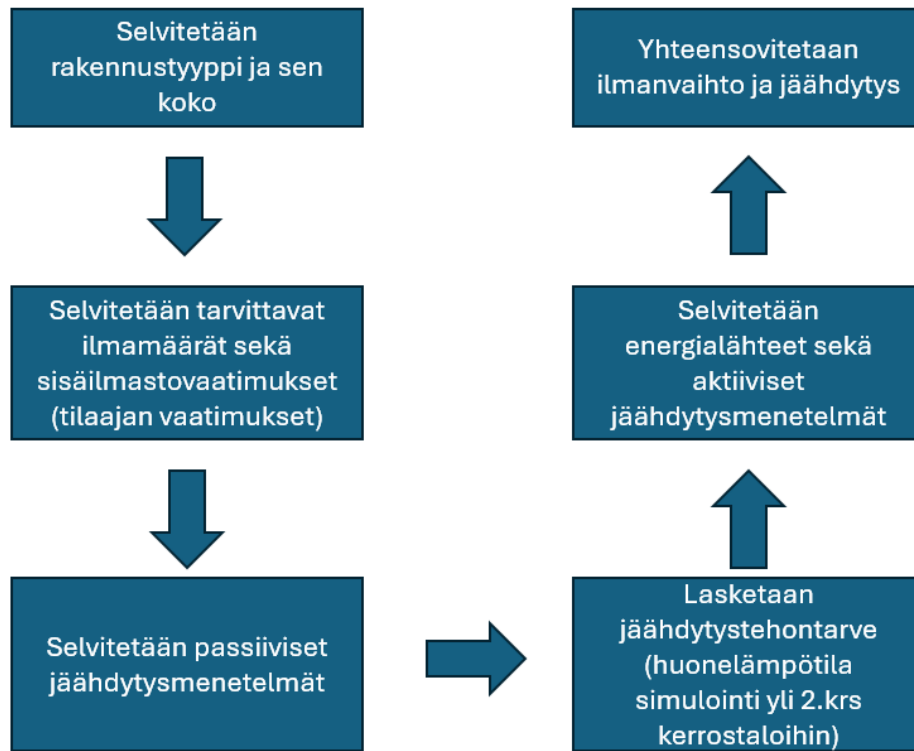 Selvitetään
rakennustyyppi ja sen
koko
Selvitetään tarvittavat
ilmamäärät sekä
sisäilmastovaatimukset
(tilaajan vaatimukset)
Selvitetään passiiviset
jäähdytysmenetelmät
Lasketaan
jäähdytystehontarve
(huonelämpötila
simulointi yli 2.krs
kerrostaloihin)
Selvitetään
energialähteet sekä
aktiiviset
jäähdytysmenetelmät
Yhteensovitetaan
ilmanvaihto ja jäähdytys